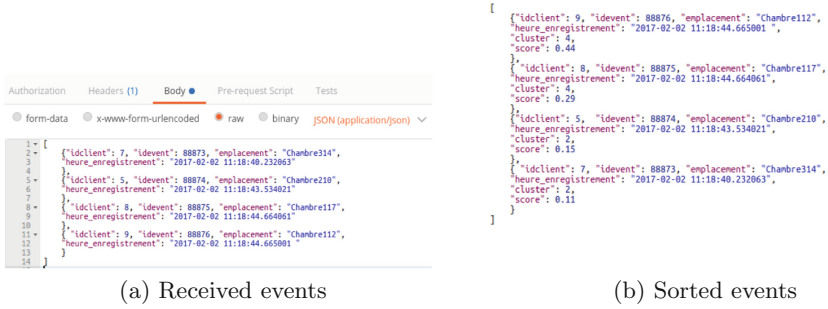 Authorization Headers (1) Body Pre-request Script Tests
form-data x-www-form-urlencoded raw binary JSON (application/json)
1 [
2 {"idclient": 7, "idevent": 88873, "emplacement": "Chambre314",
3 "heure_enregistrement": "2017-02-02 11:18:40.232063"
4 },
5 {"idclient": 5, "idevent": 88874, "emplacement": "Chambre210",
6 "heure_enregistrement": "2017-02-02 11:18:43.534021"
7 },
8 { "idclient": 8, "idevent": 88875, "emplacement": "Chambre117",
9 "heure_enregistrement": "2017-02-02 11:18:44.664061"
10 },
11 { "idclient": 9, "idevent": 88876, "emplacement": "Chambre112",
12 "heure_enregistrement": "2017-02-02 11:18:44.665001 "
13 }
14 ]
(a) Received events
[
{"idclient": 9, "idevent": 88876, "emplacement": "Chambre112",
"heure_enregistrement": "2017-02-02 11:18:44.665001 ",
"cluster": 4,
"score": 0.44
},
{ "idclient": 8, "idevent": 88875, "emplacement": "Chambre117",
"heure_enregistrement": "2017-02-02 11:18:44.664061",
"cluster": 4,
"score": 0.29
},
{"idclient": 5, "idevent": 88874, "emplacement": "Chambre210",
"heure_enregistrement": "2017-02-02 11:18:43.534021",
"cluster": 2,
"score": 0.15
},
{"idclient": 7, "idevent": 88873, "emplacement": "Chambre314",
"heure_enregistrement": "2017-02-02 11:18:40.232063",
"cluster": 2,
"score": 0.11
}
]
(b) Sorted events